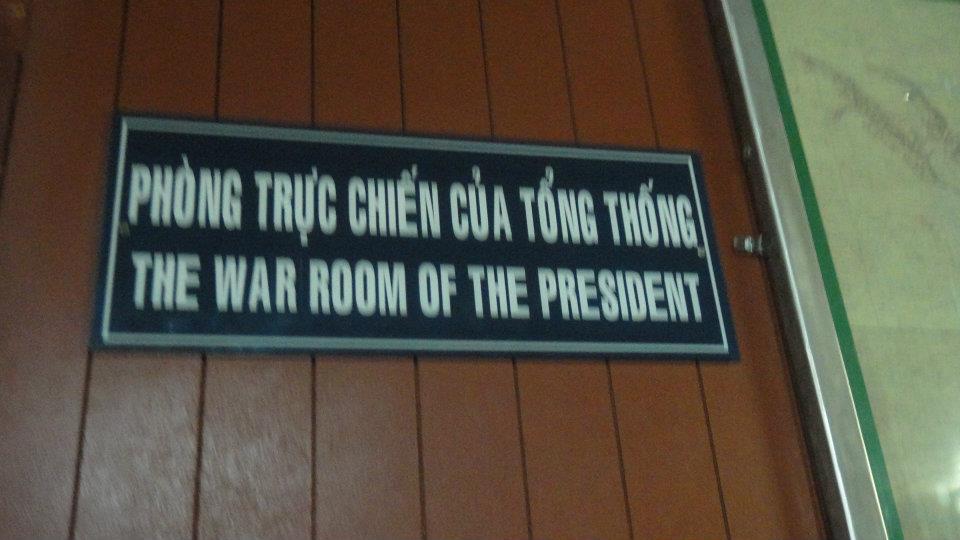 PHÒNG TRỰC CHIẾN CỦA TỔNG THỐNG
THE WAR ROOM OF THE PRESIDENT